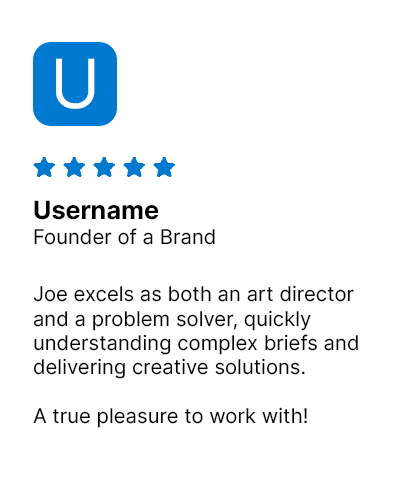 U
Username
Founder of a Brand
Joe excels as both an art director
and a problem solver, quickly
understanding complex briefs and
delivering creative solutions.
A true pleasure to work with!